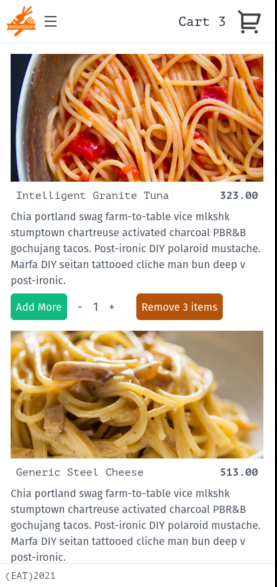 Cart 3
Intelligent Granite Tuna 323.00
Chia portland swag farm-to-table vice mlkshk
stumptown chartreuse activated charcoal PBR&B
gochujang tacos. Post-ironic DIY polaroid mustache.
Marfa DIY seitan tattooed cliche man bun deep v
post-ironic.
Add More - 1 + Remove 3 items
Generic Steel Cheese 513.00
Chia portland swag farm-to-table vice mlkshk
stumptown chartreuse activated charcoal PBR&B
gochujang tacos. Post-ironic DIY polaroid mustache.
Marfa DIY seitan tattooed cliche man bun deep v
post-ironic.
(EAT)2021